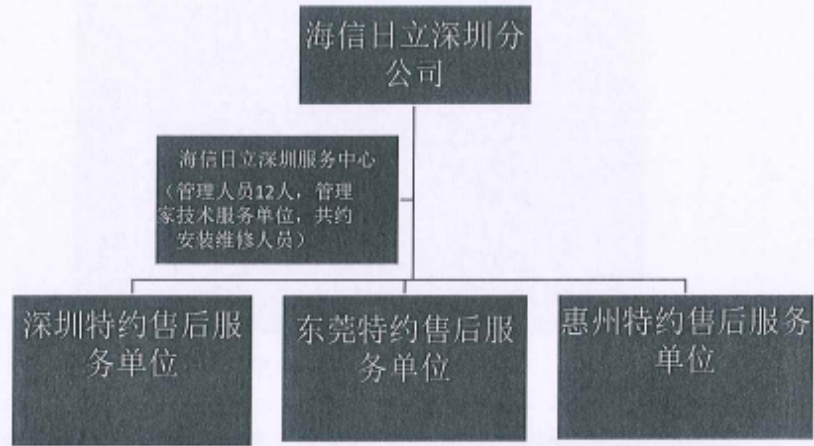 海信日立深圳分
公司
海信日立深圳服务中心
（管理人员12人，管理
家技术服务单位，共约
安装维修人员）
深圳特约售后服
务单位
东莞特约售后服
务单位
惠州特约售后服务
单位